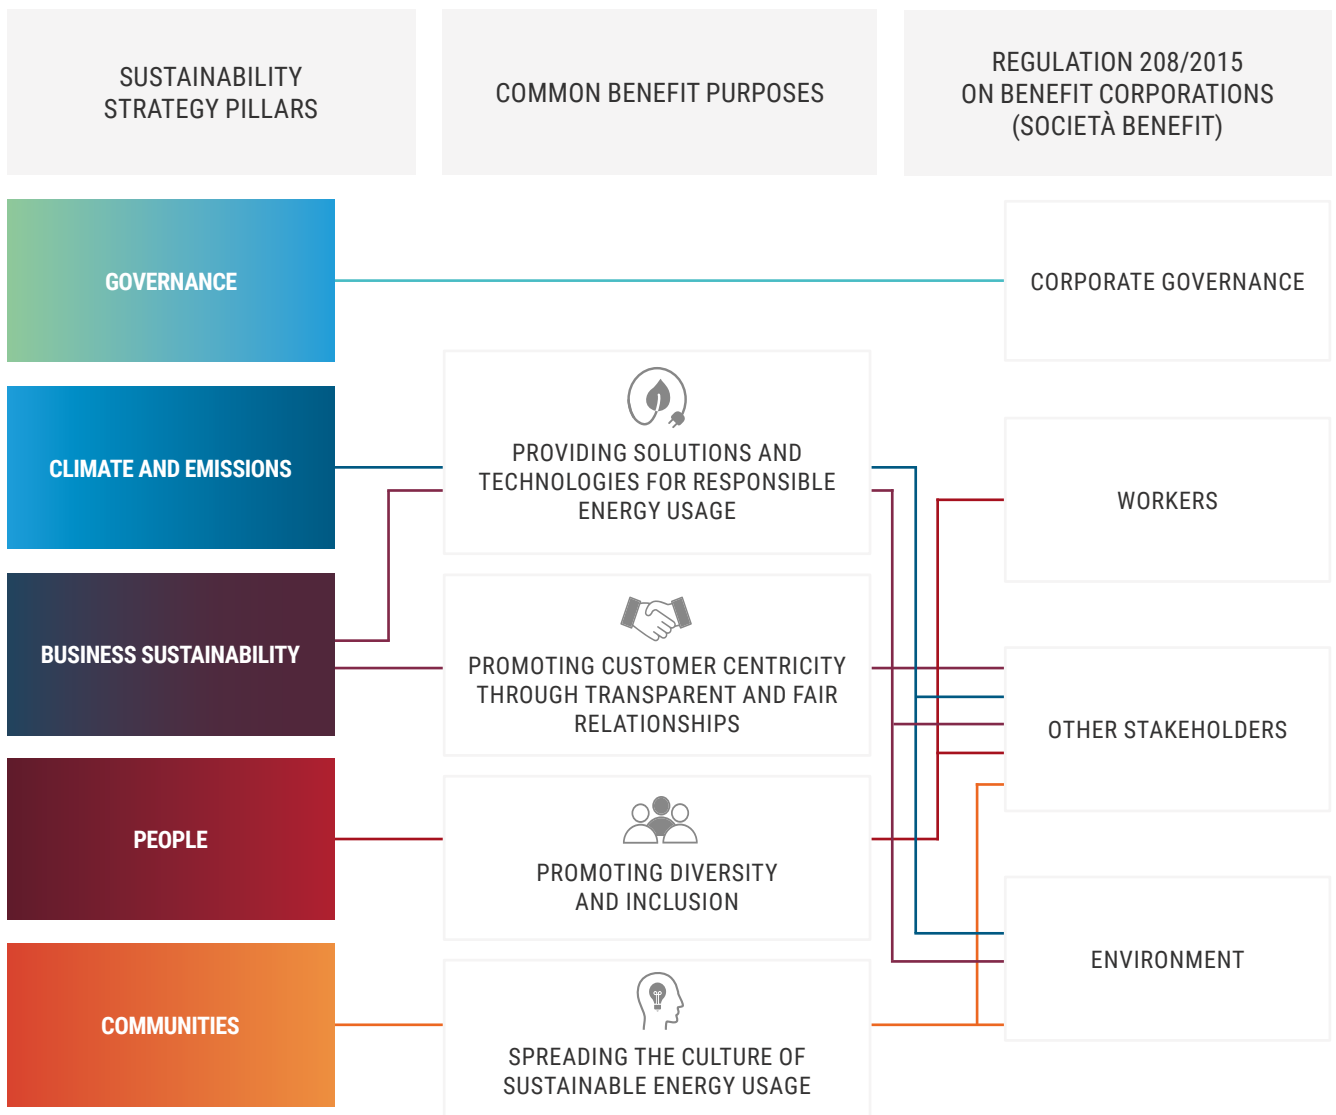 SUSTAINABILITY
STRATEGY PILLARS
COMMON BENEFIT PURPOSES
REGULATION 208/2015
ON BENEFIT CORPORATIONS
(SOCIETÀ BENEFIT)
GOVERNANCE
CORPORATE GOVERNANCE
CLIMATE AND EMISSIONS
PROVIDING SOLUTIONS AND
TECHNOLOGIES FOR RESPONSIBLE
ENERGY USAGE
WORKERS
BUSINESS SUSTAINABILITY
PROMOTING CUSTOMER CENTRICITY
THROUGH TRANSPARENT AND FAIR
RELATIONSHIPS
OTHER STAKEHOLDERS
PEOPLE
PROMOTING DIVERSITY
AND INCLUSION
ENVIRONMENT
COMMUNITIES
SPREADING THE CULTURE OF
SUSTAINABLE ENERGY USAGE